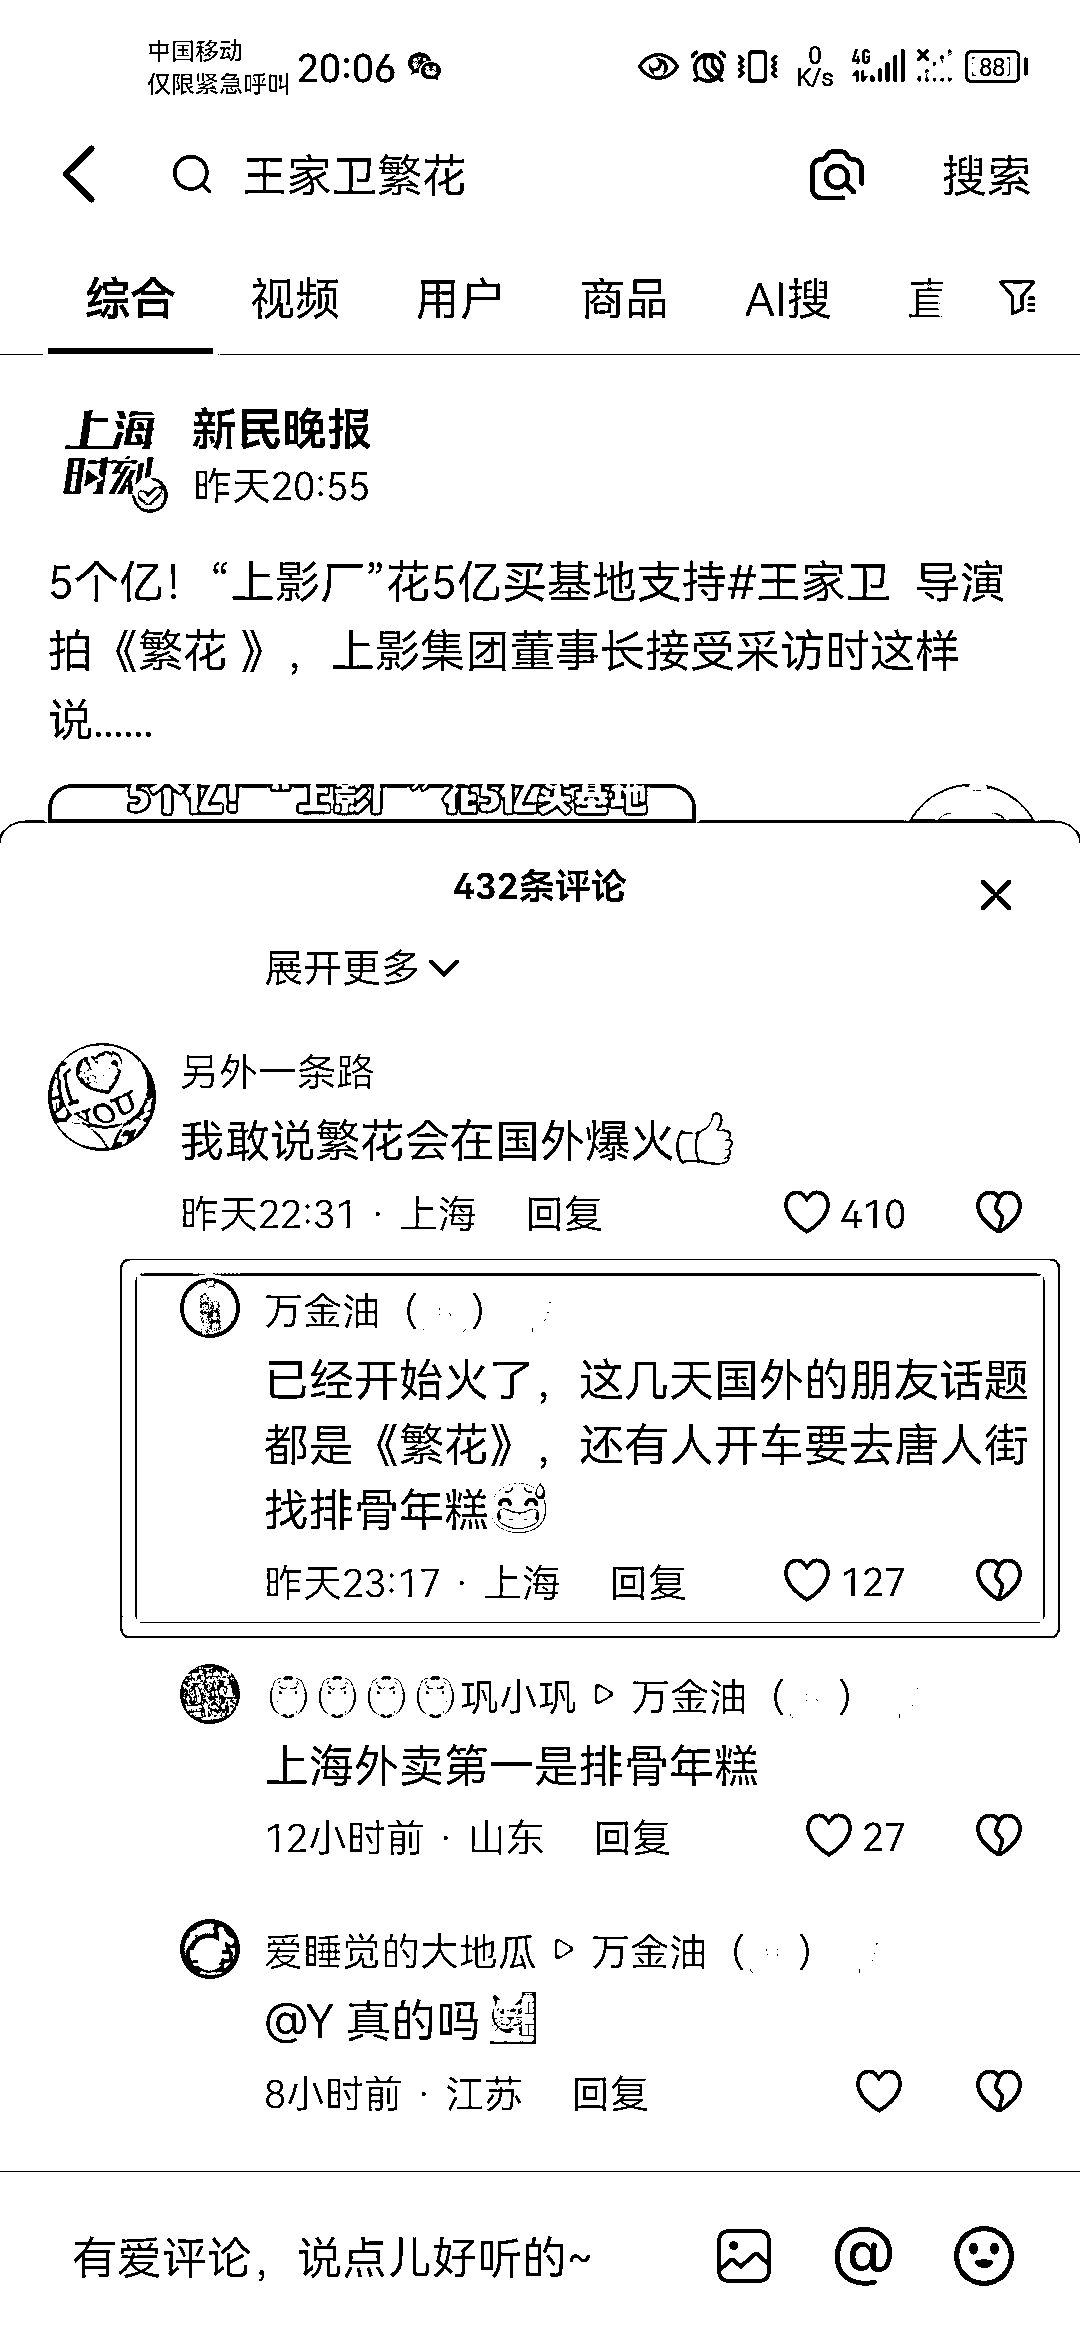 中国移动
仅限紧急呼叫 20:06 0 K/s 4G 88
王家卫繁花 搜索
综合 视频 用户 商品 AI搜 直
上海时刻 新民晚报
昨天20:55
5个亿！“上影厂”花5亿买基地支持#王家卫 导演
拍《繁花 》，上影集团董事长接受采访时这样
说......
5个亿！“上影厂”花5亿买基地
432条评论
展开更多
I YOU
另外一条路
我敢说繁花会在国外爆火👍
昨天22:31 · 上海 回复 410
万金油（ ）
已经开始火了，这几天国外的朋友话题
都是《繁花》，还有人开车要去唐人街
找排骨年糕😅
昨天23:17 · 上海 回复 127
巩小巩 ▷ 万金油（ ）
上海外卖第一是排骨年糕
12小时前 · 山东 回复 27
爱睡觉的大地瓜 ▷ 万金油（ ）
@Y 真的吗
8小时前 · 江苏 回复
有爱评论，说点儿好听的~ @